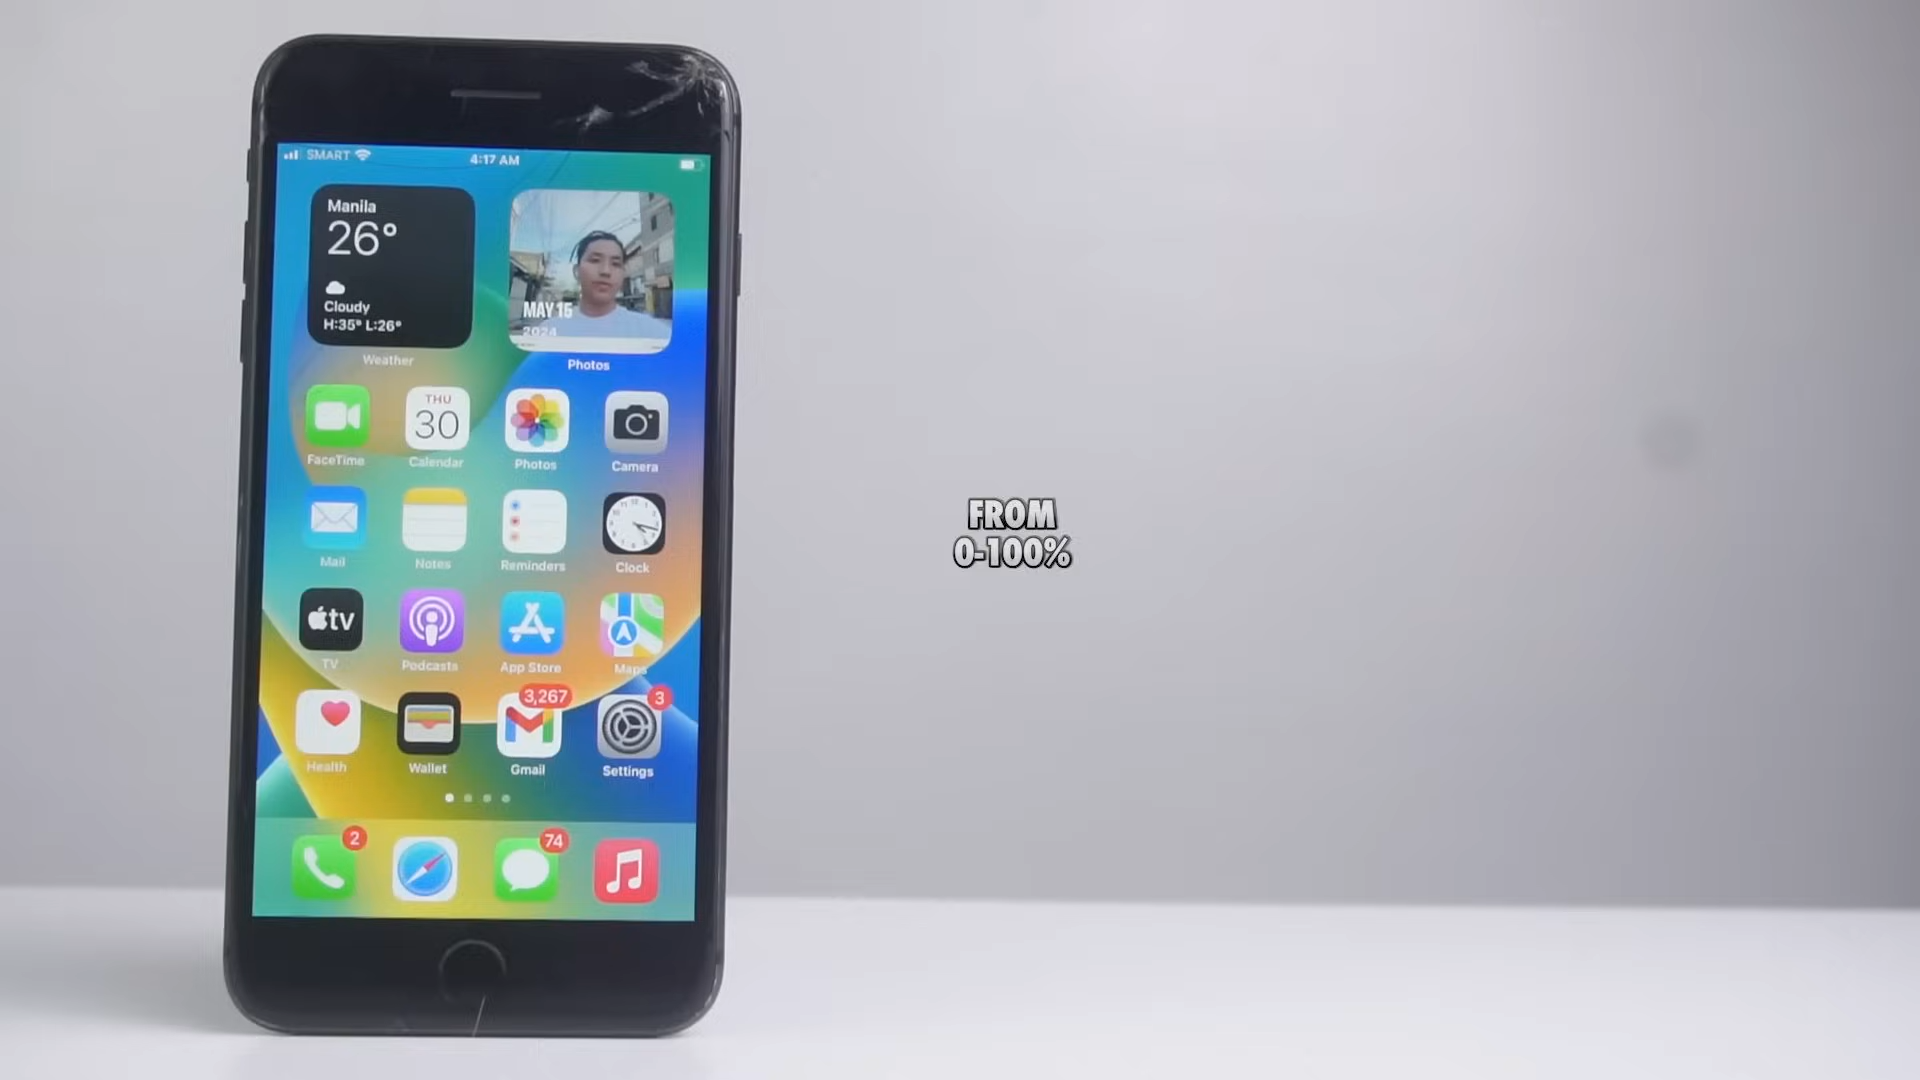 SMART
4:17 AM
Manila
26°
Cloudy
H:35° L:26°
Weather
MAY 15
2024
Photos
FaceTime
THU
30
Calendar
Photos
Camera
Mail
Notes
Reminders
Clock
tv
TV
Podcasts
App Store
Maps
Health
Wallet
3,267
Gmail
3
Settings
2
74
FROM
0-100%